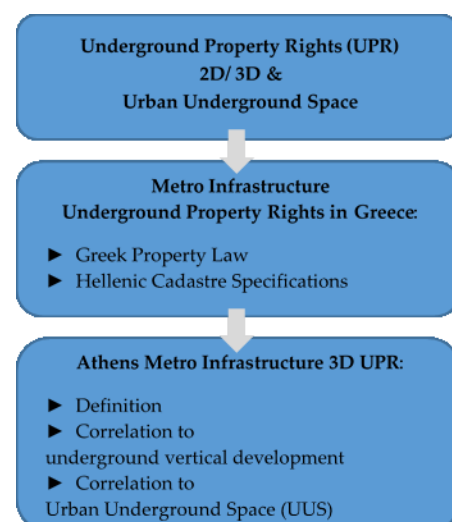 Underground Property Rights (UPR)
2D/ 3D &
Urban Underground Space
Metro Infrastructure
Underground Property Rights in Greece:
► Greek Property Law
► Hellenic Cadastre Specifications
Athens Metro Infrastructure 3D UPR:
► Definition
► Correlation to
underground vertical development
► Correlation to
Urban Underground Space (UUS)